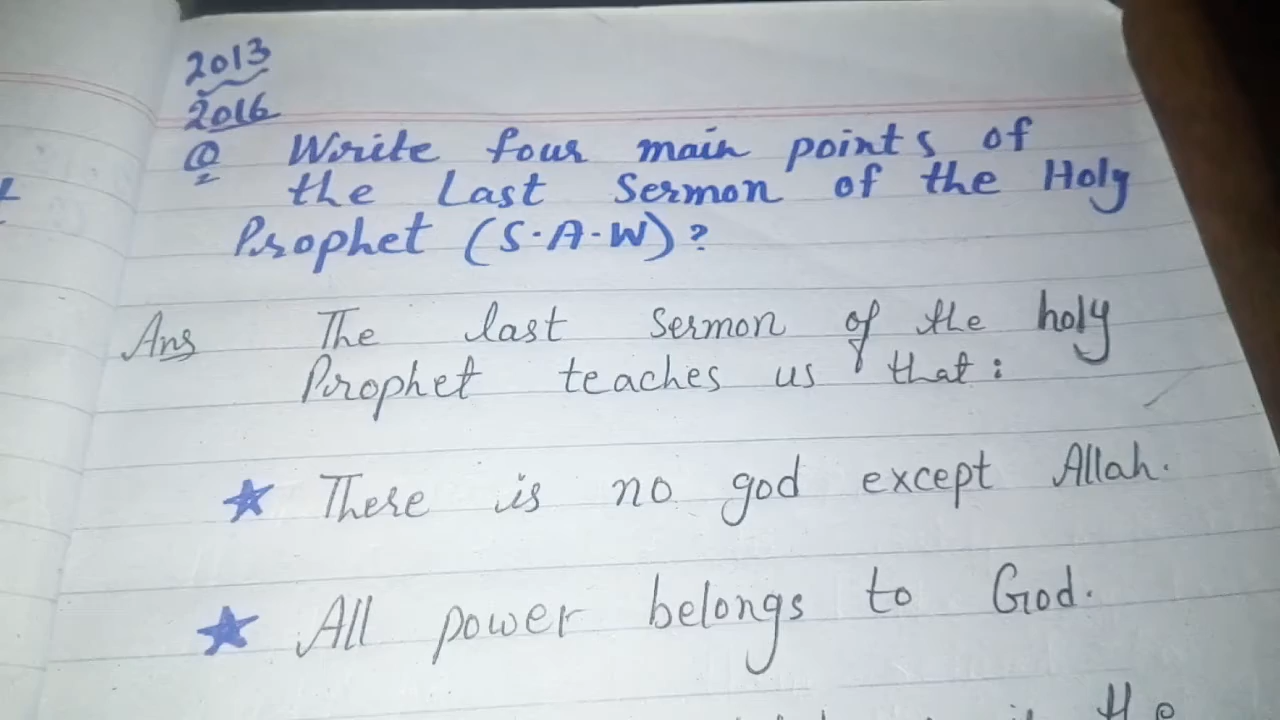 2013
2016
Q Write four main points of
the Last Sermon of the Holy
Prophet (S.A.W)?
Ans The last sermon of the holy
Prophet teaches us that:
★ There is no god except Allah.
★ All power belongs to God.